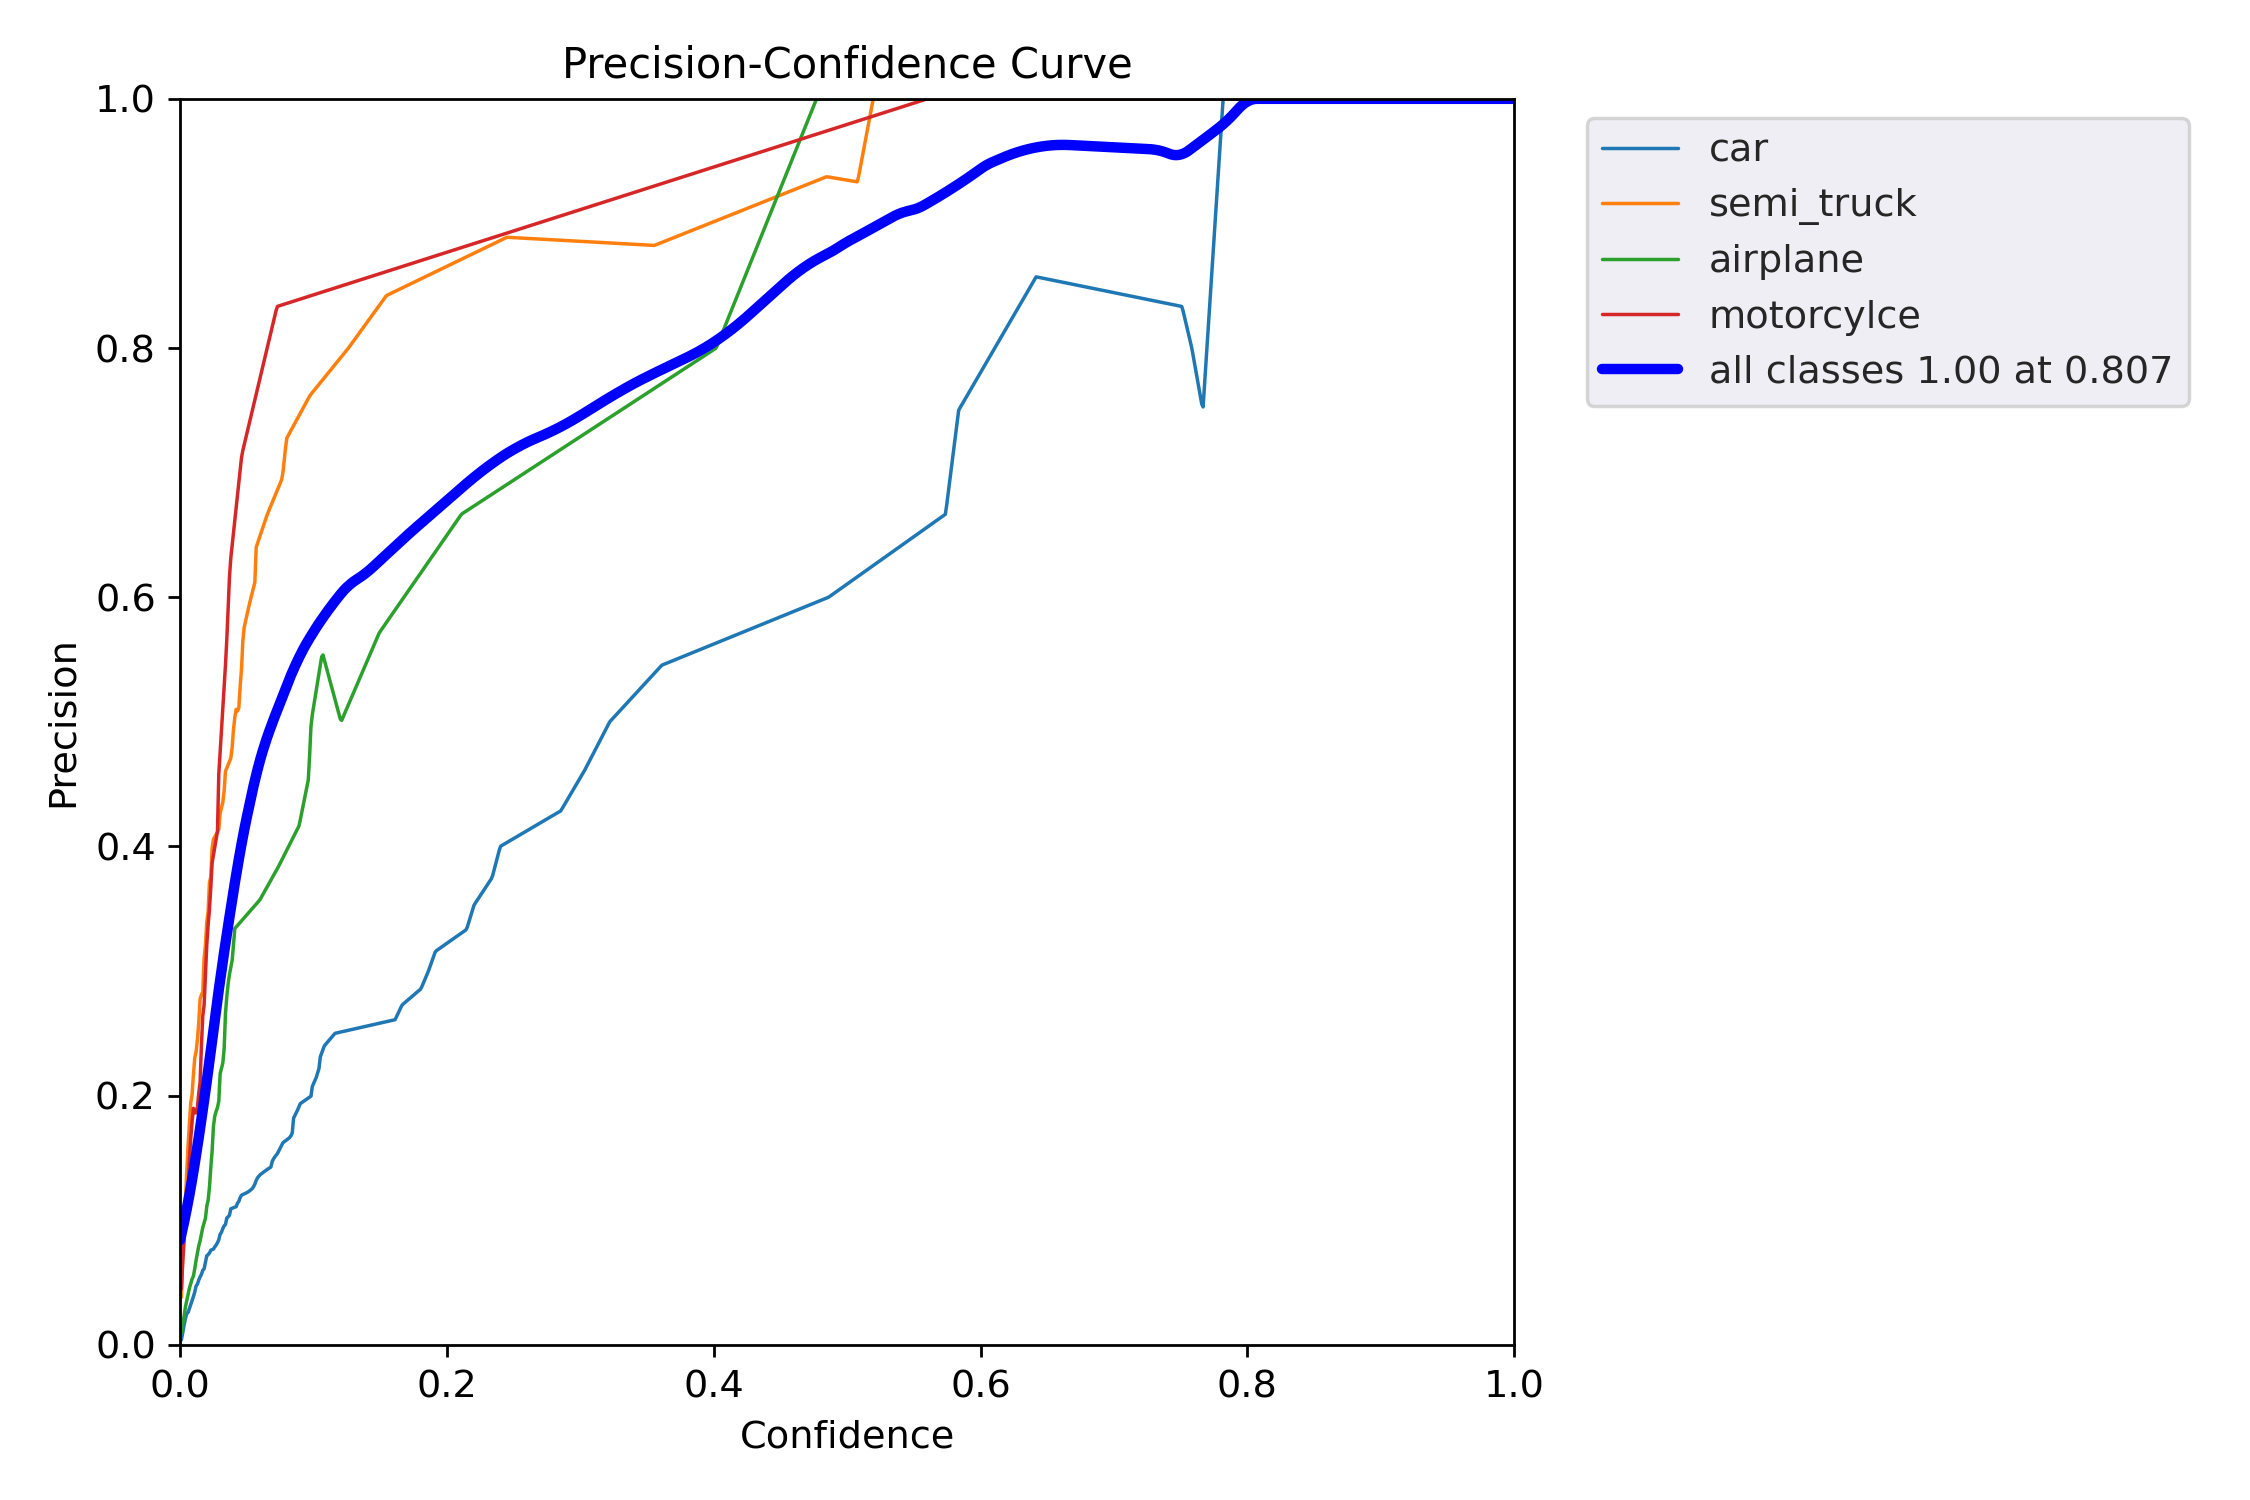 Precision-Confidence Curve
1.0
0.8
0.6
0.4
0.2
0.0
Precision
0.0 0.2 0.4 0.6 0.8 1.0
Confidence
car
semi_truck
airplane
motorcylce
all classes 1.00 at 0.807